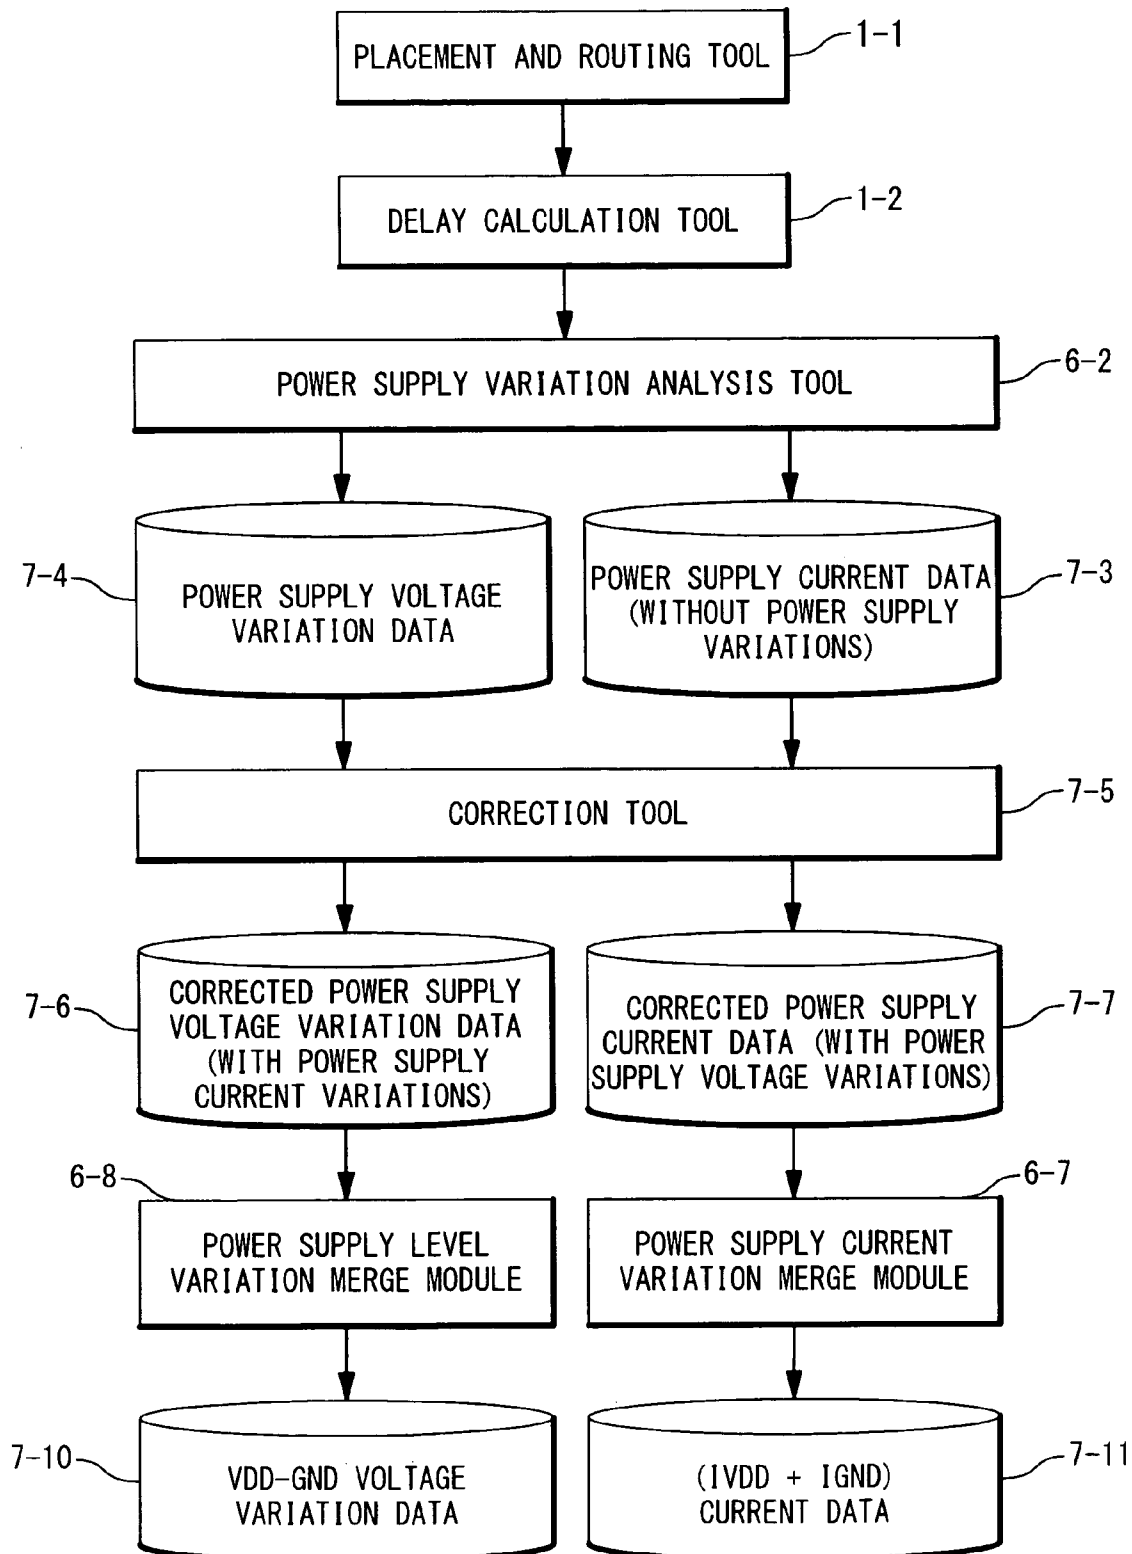 PLACEMENT AND ROUTING TOOL
1-1
DELAY CALCULATION TOOL
1-2
POWER SUPPLY VARIATION ANALYSIS TOOL
6-2
7-4
POWER SUPPLY VOLTAGE
VARIATION DATA
POWER SUPPLY CURRENT DATA
(WITHOUT POWER SUPPLY
VARIATIONS)
7-3
CORRECTION TOOL
7-5
7-6
CORRECTED POWER SUPPLY
VOLTAGE VARIATION DATA
(WITH POWER SUPPLY
CURRENT VARIATIONS)
CORRECTED POWER SUPPLY
CURRENT DATA (WITH POWER
SUPPLY VOLTAGE VARIATIONS)
7-7
6-8
POWER SUPPLY LEVEL
VARIATION MERGE MODULE
6-7
POWER SUPPLY CURRENT
VARIATION MERGE MODULE
7-10
VDD-GND VOLTAGE
VARIATION DATA
(IVDD + IGND)
CURRENT DATA
7-11